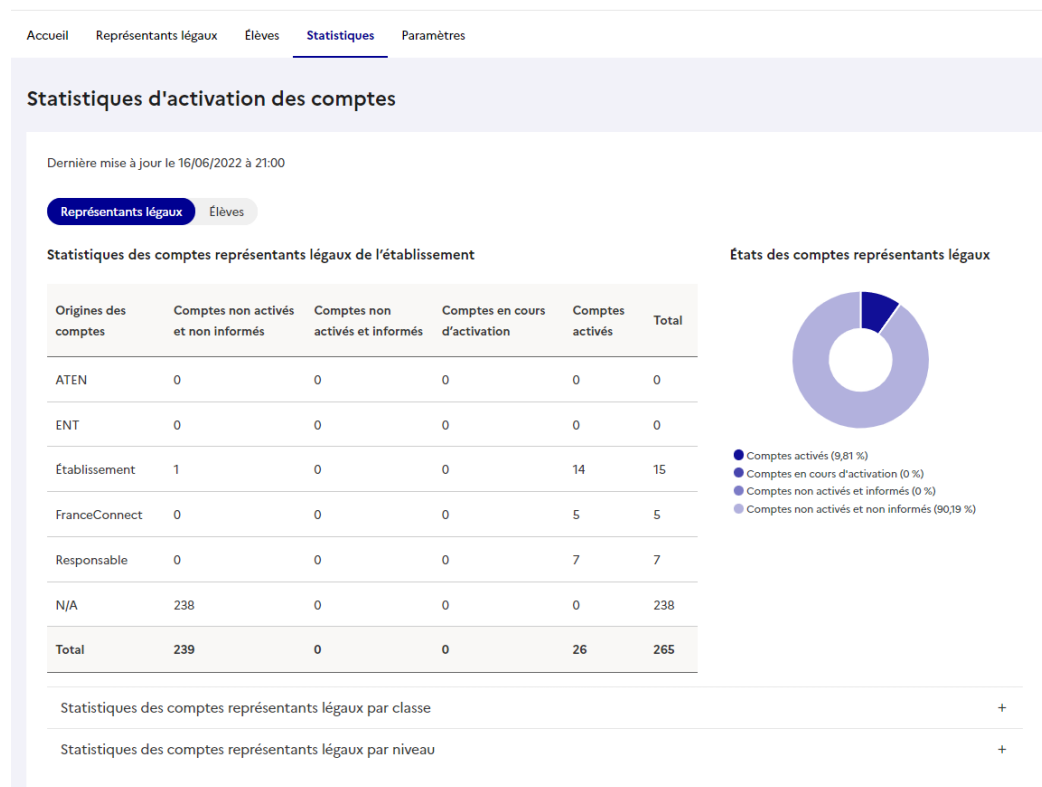 Accueil Représentants légaux Élèves Statistiques Paramètres
Statistiques d'activation des comptes
Dernière mise à jour le 16/06/2022 à 21:00
Représentants légaux Élèves
Statistiques des comptes représentants légaux de l'établissement
Origines des comptes Comptes non activés et non informés Comptes non activés et informés Comptes en cours d'activation Comptes activés Total
ATEN 0 0 0 0 0
ENT 0 0 0 0 0
Établissement 1 0 0 14 15
FranceConnect 0 0 0 5 5
Responsable 0 0 0 7 7
N/A 238 0 0 0 238
Total 239 0 0 26 265
États des comptes représentants légaux
Comptes activés (9,81 %)
Comptes en cours d'activation (0 %)
Comptes non activés et informés (0 %)
Comptes non activés et non informés (90,19 %)
Statistiques des comptes représentants légaux par classe +
Statistiques des comptes représentants légaux par niveau +